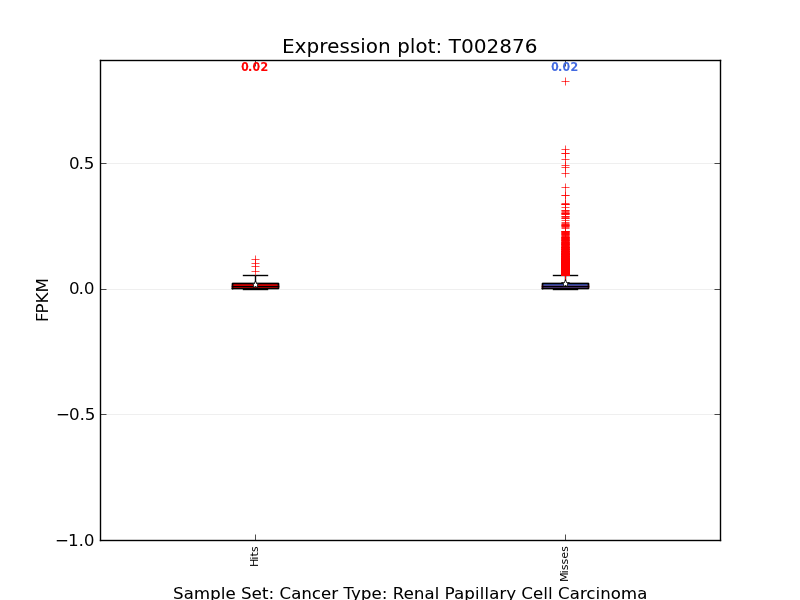 Expression plot: T002876
0.02 0.02
0.5
0.0
−0.5
−1.0
FPKM
Hits Misses
Sample Set: Cancer Type: Renal Papillary Cell Carcinoma